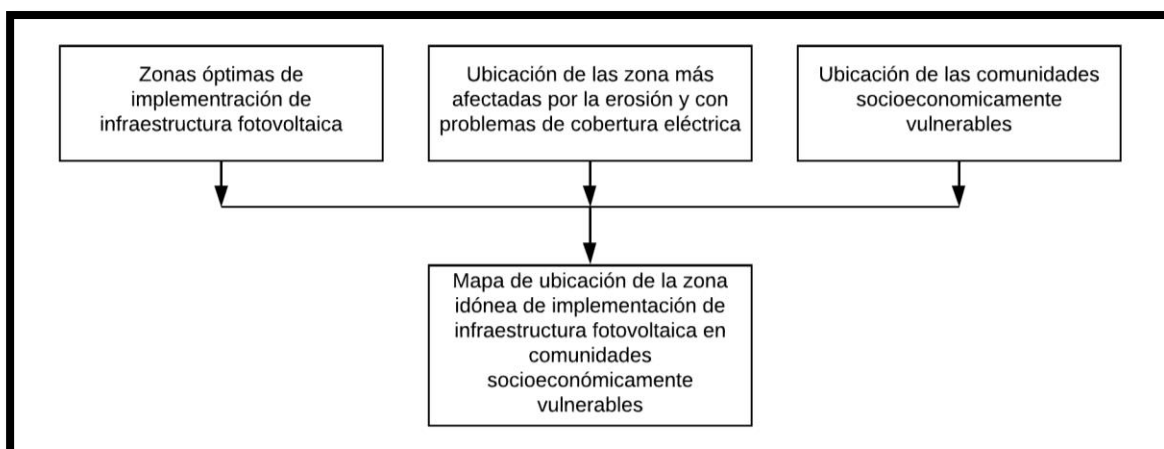 Zonas óptimas de
implementración de
infraestructura fotovoltaica
Ubicación de las zona más
afectadas por la erosión y con
problemas de cobertura eléctrica
Ubicación de las comunidades
socioeconomicamente
vulnerables
Mapa de ubicación de la zona
idónea de implementación de
infraestructura fotovoltaica en
comunidades
socioeconómicamente
vulnerables